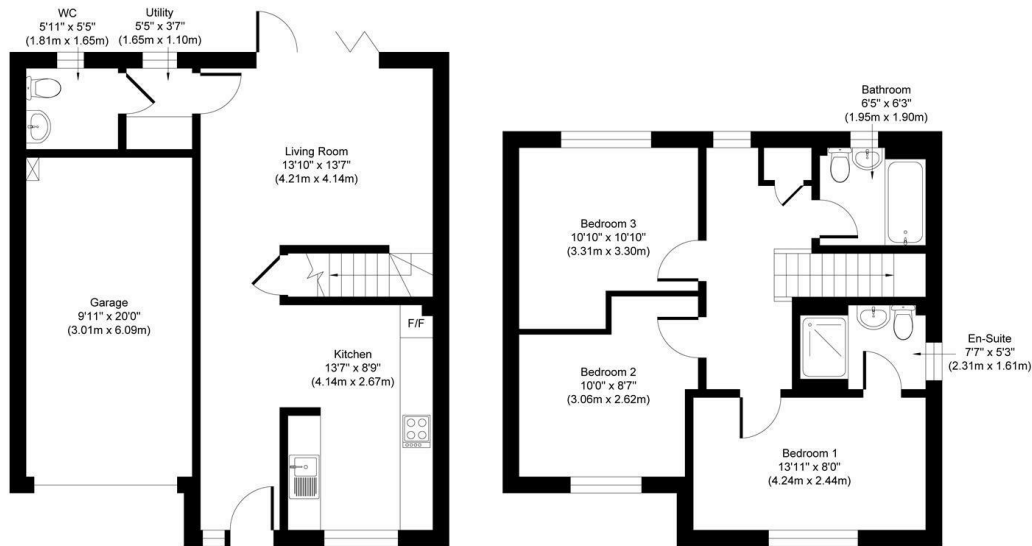 WC
5'11" x 5'5"
(1.81m x 1.65m)
Utility
5'5" x 3'7"
(1.65m x 1.10m)
Living Room
13'10" x 13'7"
(4.21m x 4.14m)
Garage
9'11" x 20'0"
(3.01m x 6.09m)
F/F
Kitchen
13'7" x 8'9"
(4.14m x 2.67m)
Bathroom
6'5" x 6'3"
(1.95m x 1.90m)
Bedroom 3
10'10" x 10'10"
(3.31m x 3.30m)
En-Suite
7'7" x 5'3"
(2.31m x 1.61m)
Bedroom 2
10'0" x 8'7"
(3.06m x 2.62m)
Bedroom 1
13'11" x 8'0"
(4.24m x 2.44m)